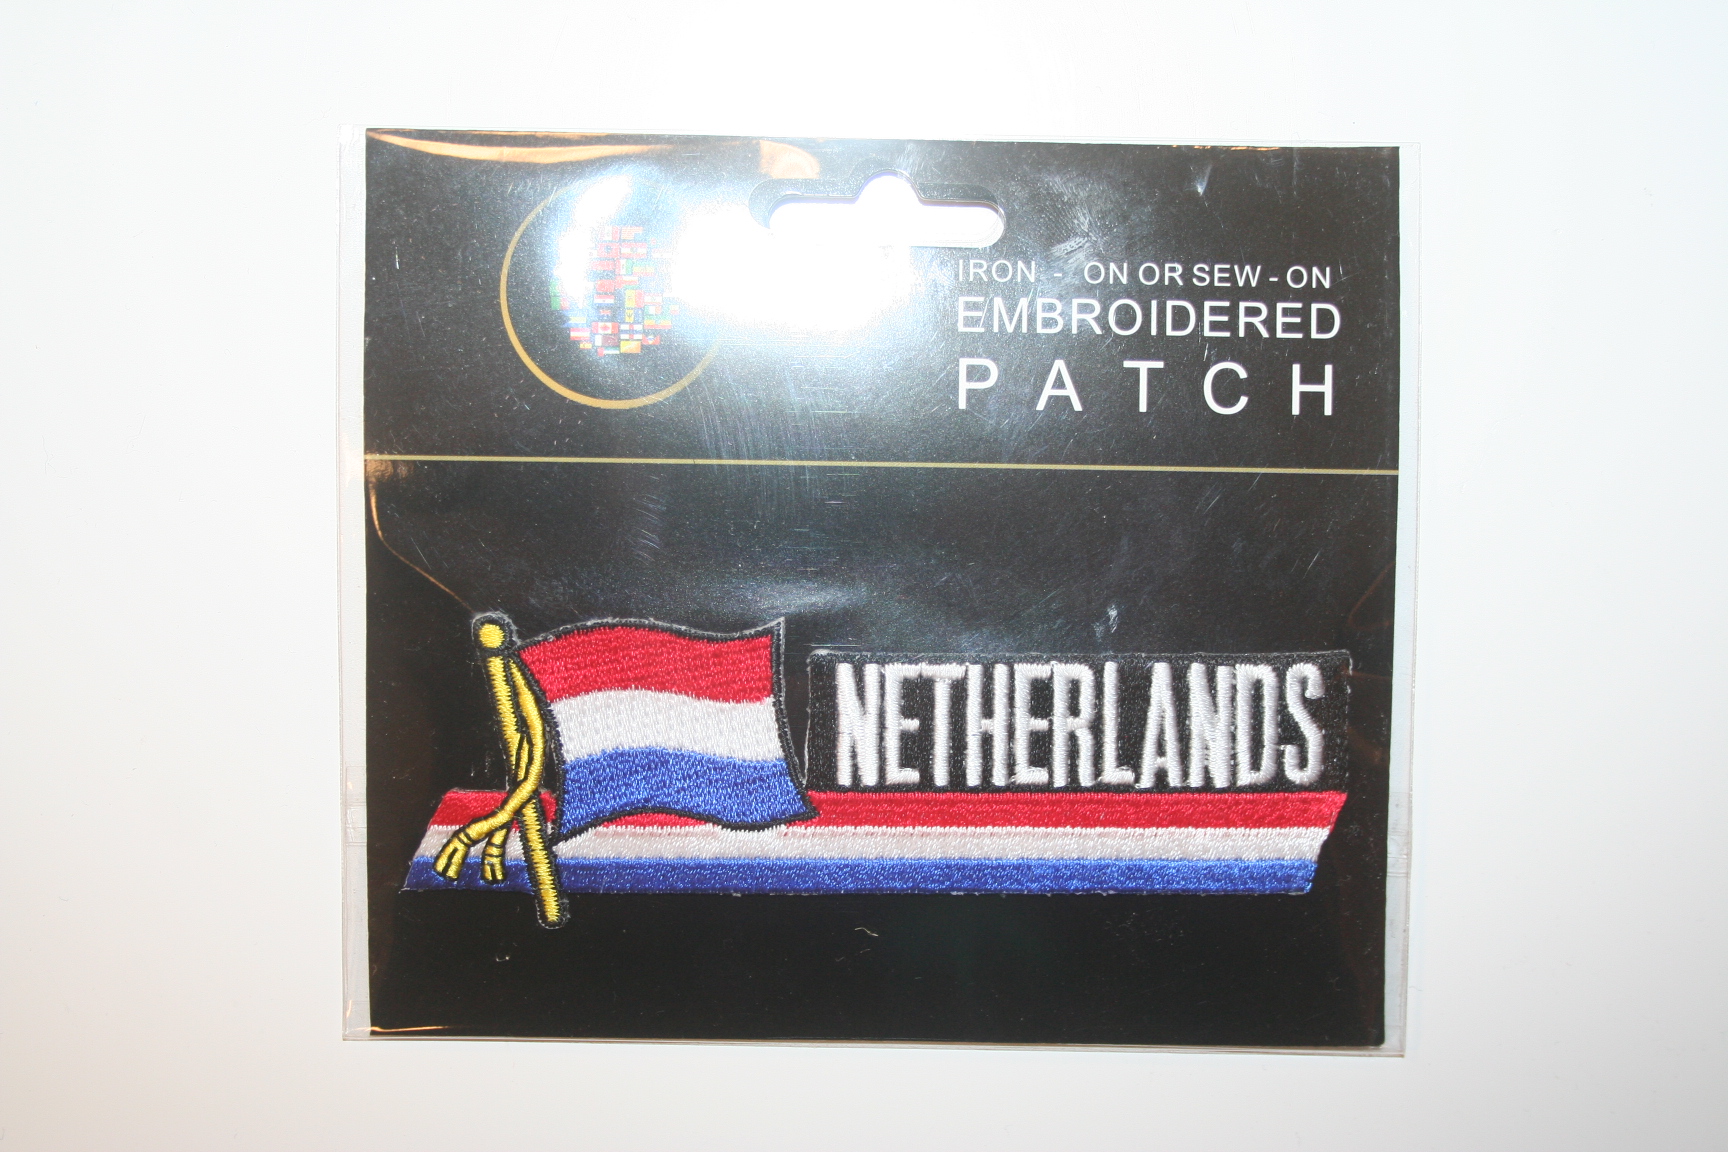 IRON - ON OR SEW - ON
EMBROIDERED
PATCH
NETHERLANDS